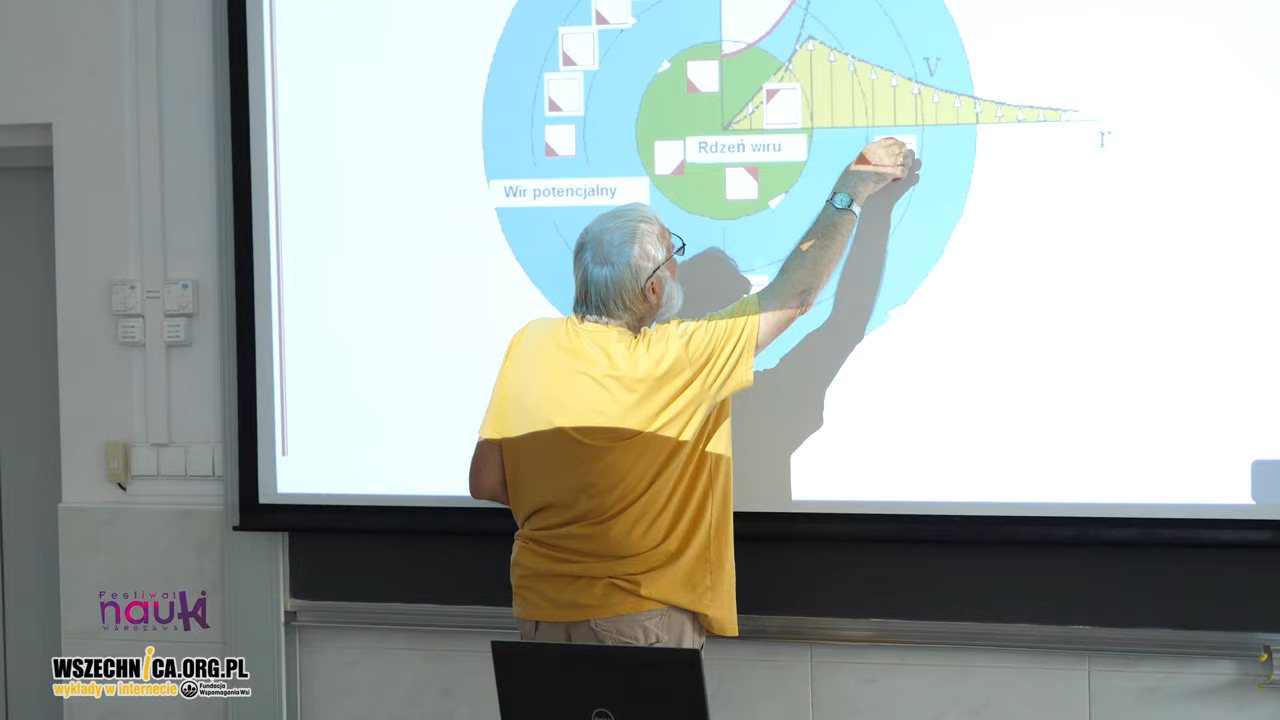 v
r
Rdzeń wiru
Wir potencjalny
Festiwal
nauki
WARSZAWA
WSZECHNICA.ORG.PL
wykłady w internecie
Fundacja
Wspomagania Wsi